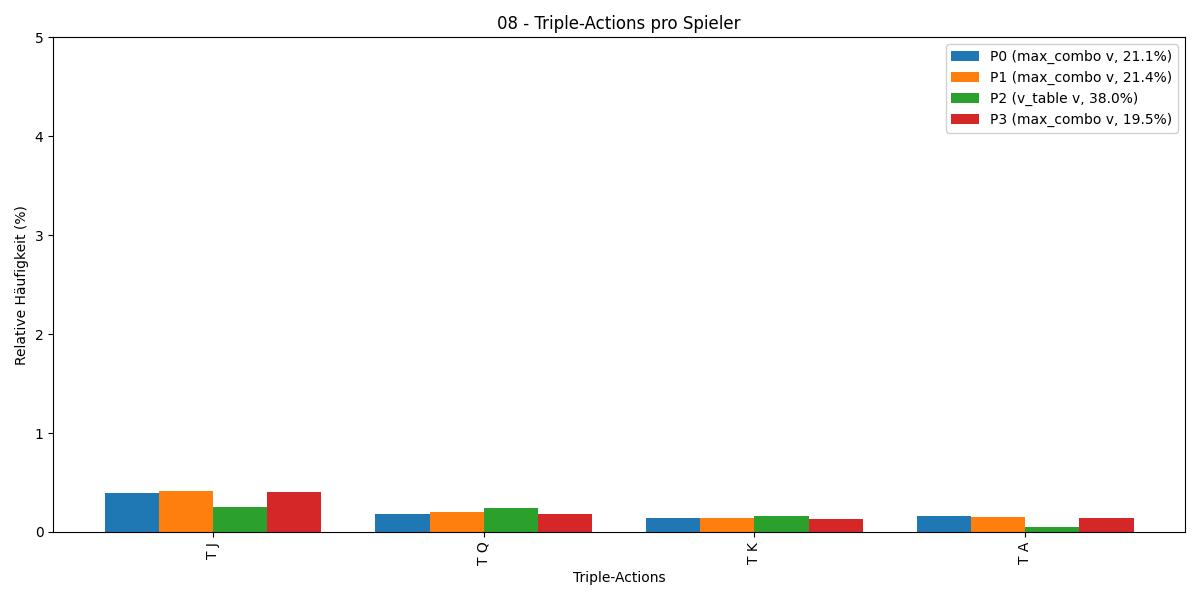 08 - Triple-Actions pro Spieler
P0 (max_combo v, 21.1%)
P1 (max_combo v, 21.4%)
P2 (v_table v, 38.0%)
P3 (max_combo v, 19.5%)
Relative Häufigkeit (%)
5
4
3
2
1
0
T J
T Q
T K
T A
Triple-Actions